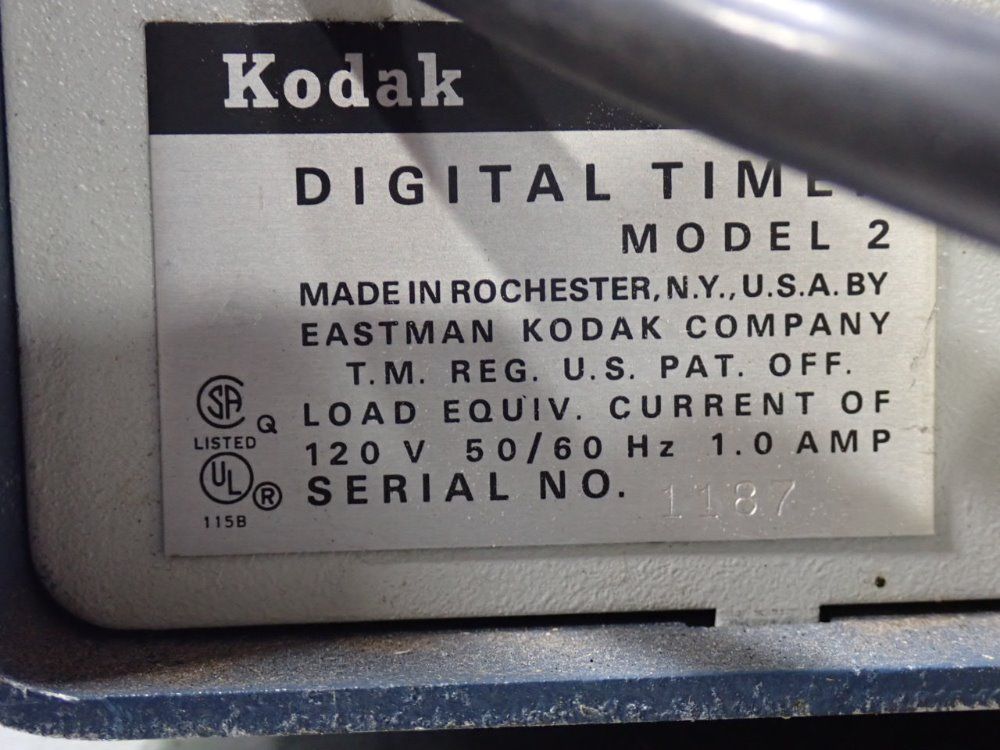 Kodak
DIGITAL TIMER
MODEL 2
MADE IN ROCHESTER, N.Y., U.S.A. BY
EASTMAN KODAK COMPANY
T.M. REG. U.S. PAT. OFF.
LOAD EQUIV. CURRENT OF
120 V 50/60 Hz 1.0 AMP
SERIAL NO. 1187
SA Q
LISTED
UL ®
115B